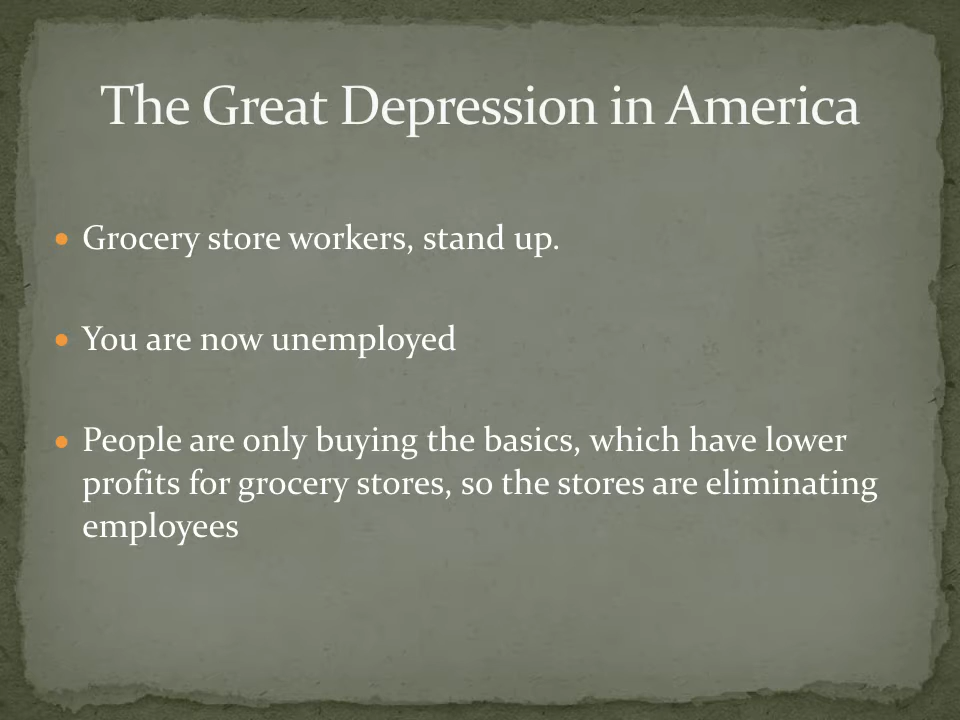 The Great Depression in America
• Grocery store workers, stand up.
• You are now unemployed
• People are only buying the basics, which have lower
profits for grocery stores, so the stores are eliminating
employees